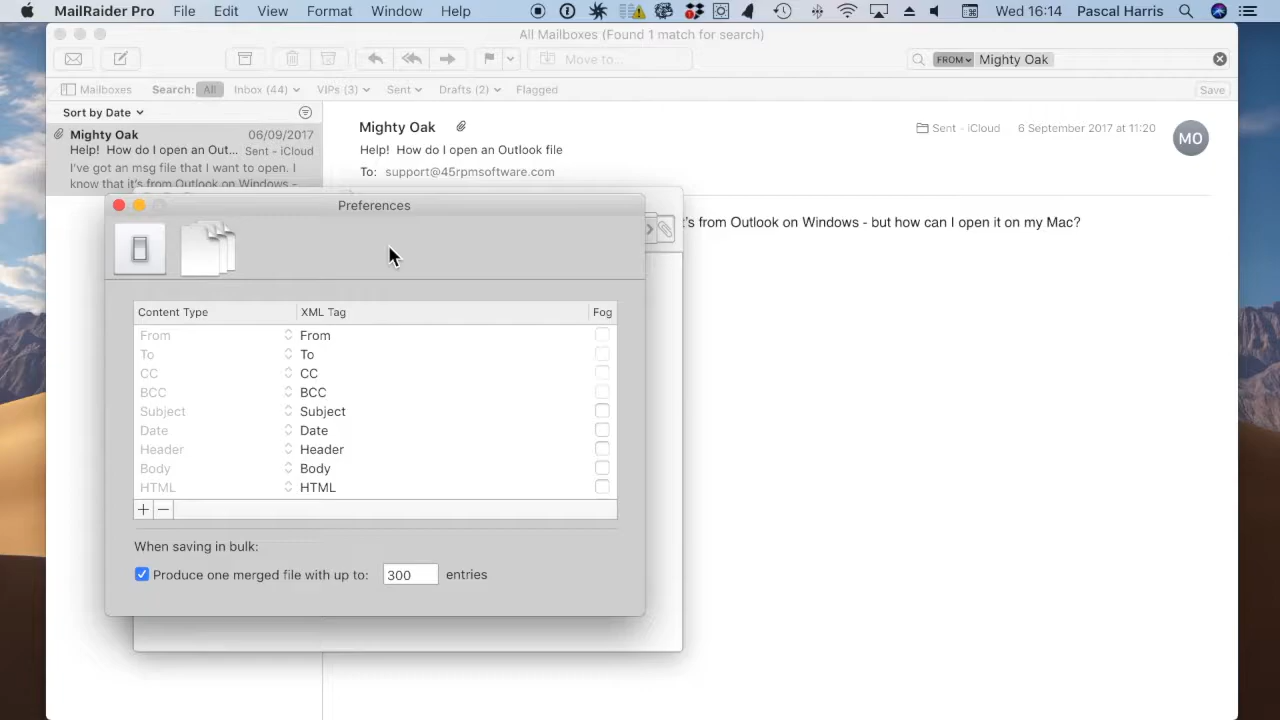 MailRaider Pro File Edit View Format Window Help Wed 16:14 Pascal Harris
All Mailboxes (Found 1 match for search)
Move to... FROM Mighty Oak
Mailboxes Search: All Inbox (44) VIPs (3) Sent Drafts (2) Flagged Save
Sort by Date
Mighty Oak 06/09/2017
Help! How do I open an Out... Sent - iCloud
I've got an msg file that I want to open. I
know that it's from Outlook on Windows -
Mighty Oak Sent - iCloud 6 September 2017 at 11:20 MO
Help! How do I open an Outlook file
To: support@45rpmsoftware.com
's from Outlook on Windows - but how can I open it on my Mac?
Preferences
Content Type XML Tag Fog
From From
To To
CC CC
BCC BCC
Subject Subject
Date Date
Header Header
Body Body
HTML HTML
When saving in bulk:
Produce one merged file with up to: 300 entries